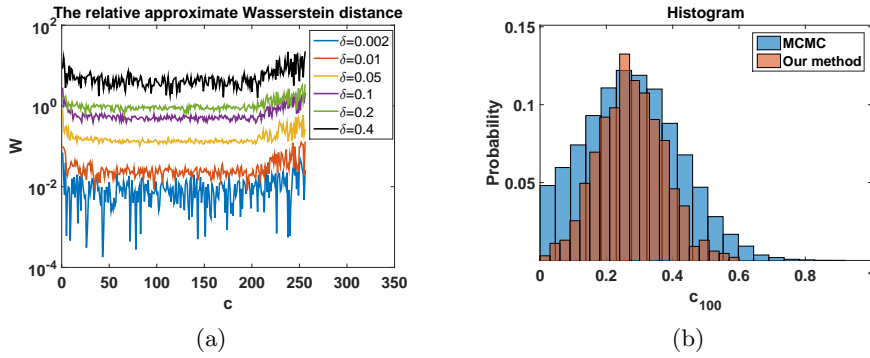 The relative approximate Wasserstein distance
10^2
10^0
10^-2
10^-4
W
0
50
100
150
200
250
300
350
c
δ=0.002
δ=0.01
δ=0.05
δ=0.1
δ=0.2
δ=0.4
(a)
Histogram
0.15
0.10
0.05
Probability
0
0.2
0.4
0.6
0.8
1
c_100
MCMC
Our method
(b)